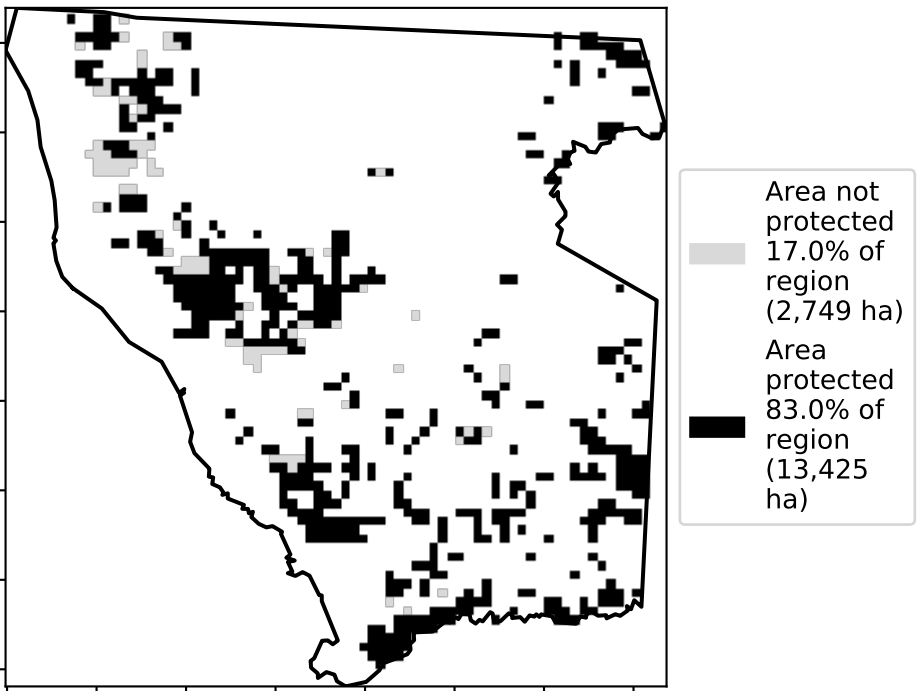 Area not
protected
17.0% of
region
(2,749 ha)
Area
protected
83.0% of
region
(13,425
ha)